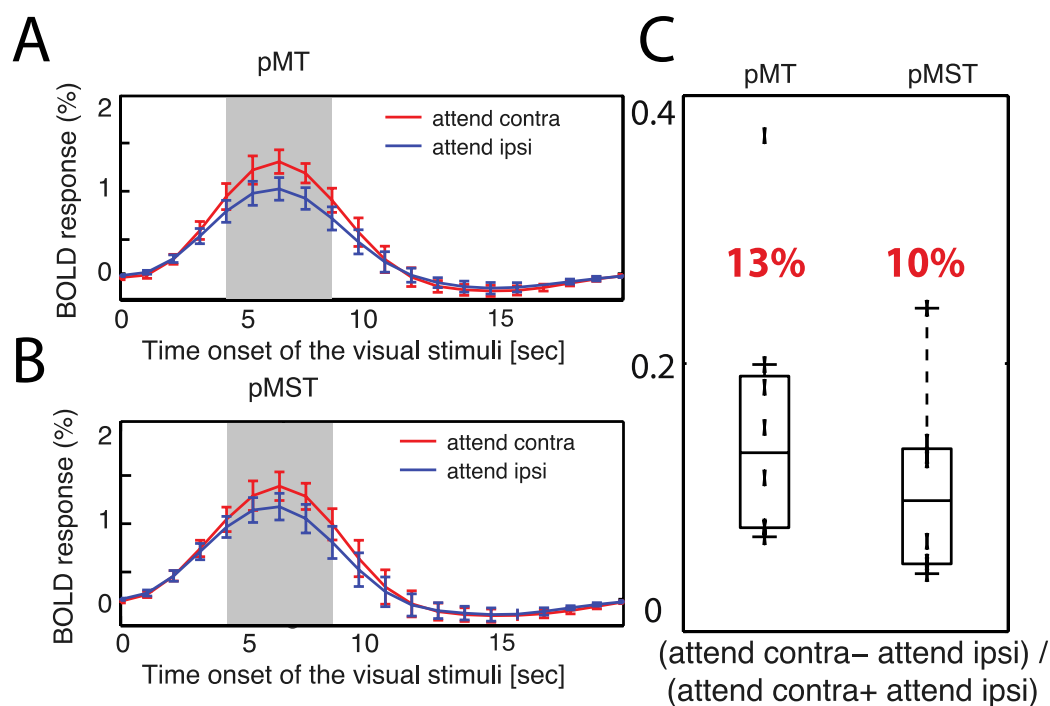 A
pMT
2
1
0
BOLD response (%)
attend contra
attend ipsi
0 5 10 15
Time onset of the visual stimuli [sec]
B
pMST
2
1
0
BOLD response (%)
attend contra
attend ipsi
0 5 10 15
Time onset of the visual stimuli [sec]
C
pMT pMST
0.4
13% 10%
0.2
0
(attend contra− attend ipsi) /
(attend contra+ attend ipsi)